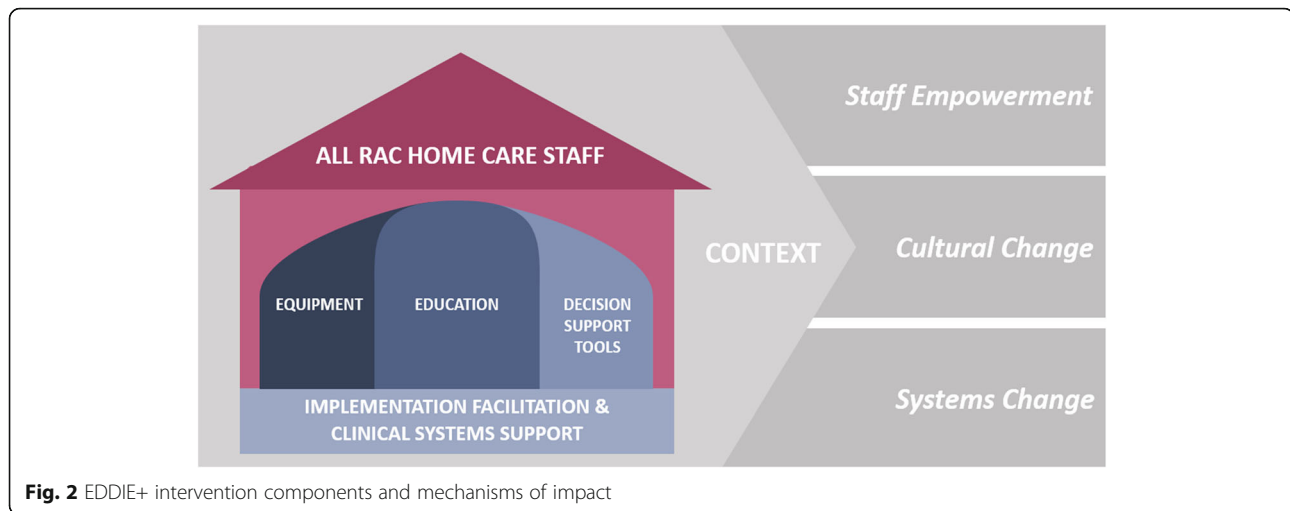 ALL RAC HOME CARE STAFF
EQUIPMENT
EDUCATION
DECISION
SUPPORT
TOOLS
IMPLEMENTATION FACILITATION &
CLINICAL SYSTEMS SUPPORT
CONTEXT
Staff Empowerment
Cultural Change
Systems Change
Fig. 2 EDDIE+ intervention components and mechanisms of impact